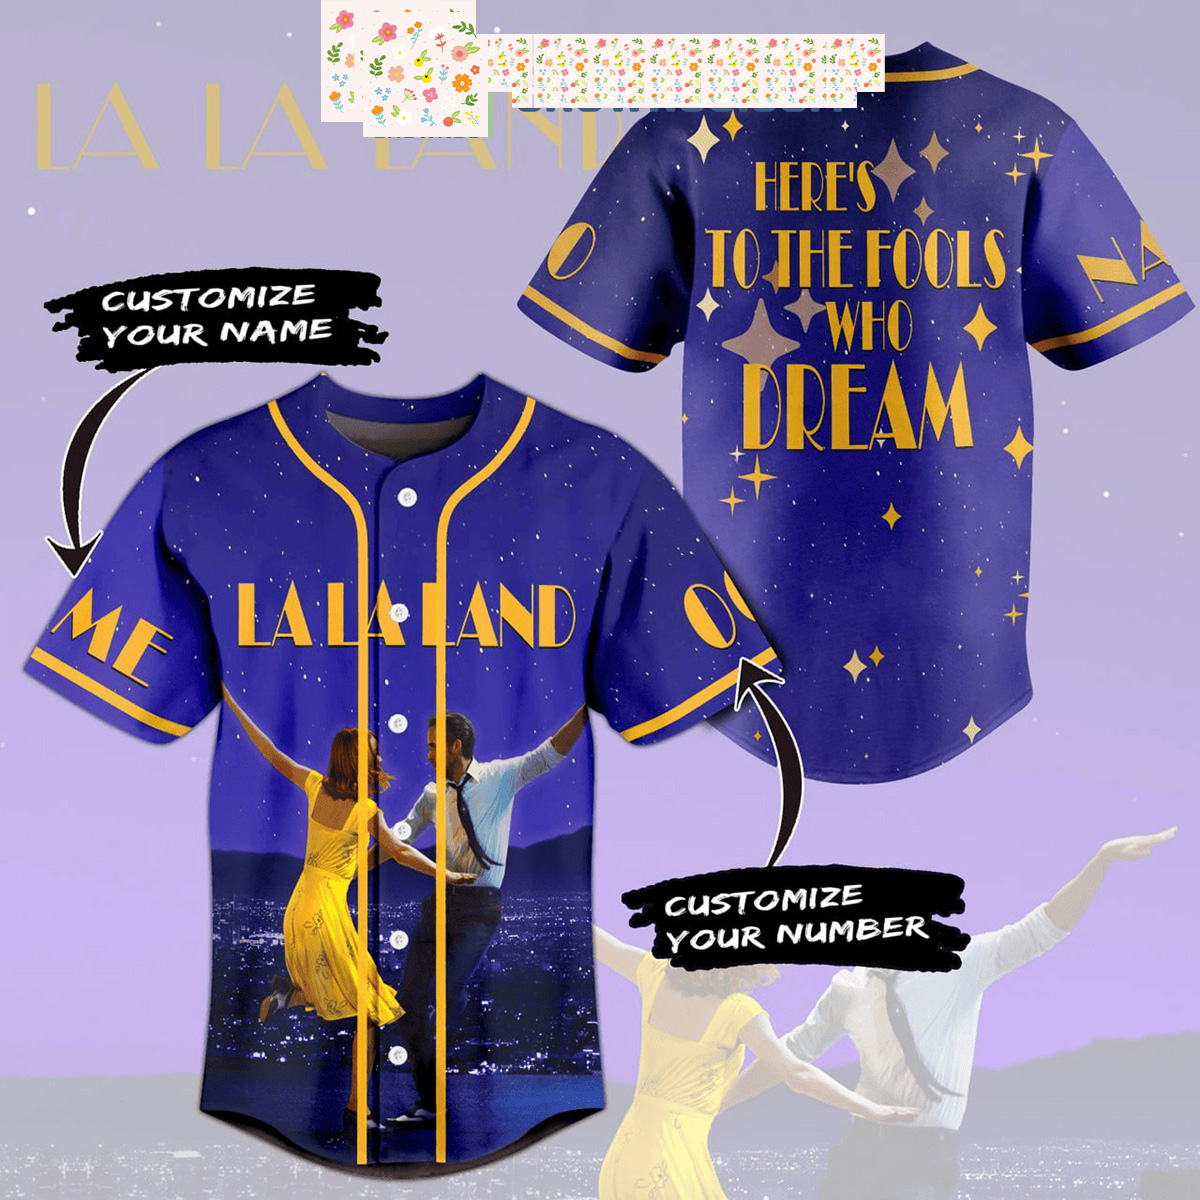 LA LA LAND
HERE'S
TO THE FOOLS
WHO
DREAM
O
NA
CUSTOMIZE
YOUR NAME
LA LA LAND
ME
00
CUSTOMIZE
YOUR NUMBER